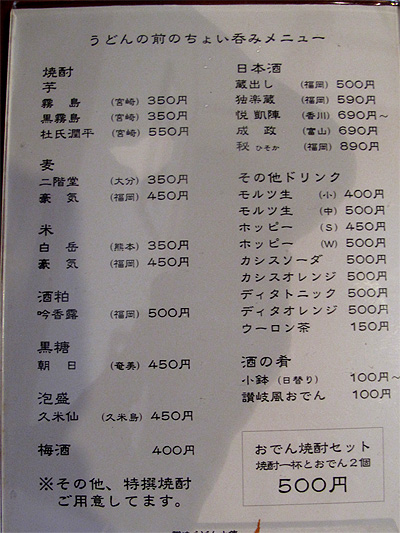 うどんの前のちょい呑みメニュー
焼酎
芋
霧島 (宮崎) 350円
黒霧島 (宮崎) 350円
杜氏潤平 (宮崎) 550円
麦
二階堂 (大分) 350円
豪気 (福岡) 450円
米
白岳 (熊本) 350円
豪気 (福岡) 450円
酒粕
吟香露 (福岡) 500円
黒糖
朝日 (奄美) 450円
泡盛
久米仙 (久米島) 450円
梅酒 400円
※その他、特撰焼酎
ご用意してます。
日本酒
蔵出し (福岡) 500円
独楽蔵 (福岡) 590円
悦凱陣 (香川) 690円~
成政 (富山) 690円
秘 ひそか (福岡) 890円
その他ドリンク
モルツ生 (小) 400円
モルツ生 (中) 500円
ホッピー (S) 450円
ホッピー (W) 500円
カシスソーダ 500円
カシスオレンジ 500円
ディタトニック 500円
ディタオレンジ 500円
ウーロン茶 150円
酒の肴
小鉢 (日替り) 100円~
讃岐風おでん 100円
おでん焼酎セット
焼酎一杯とおでん2個
500円